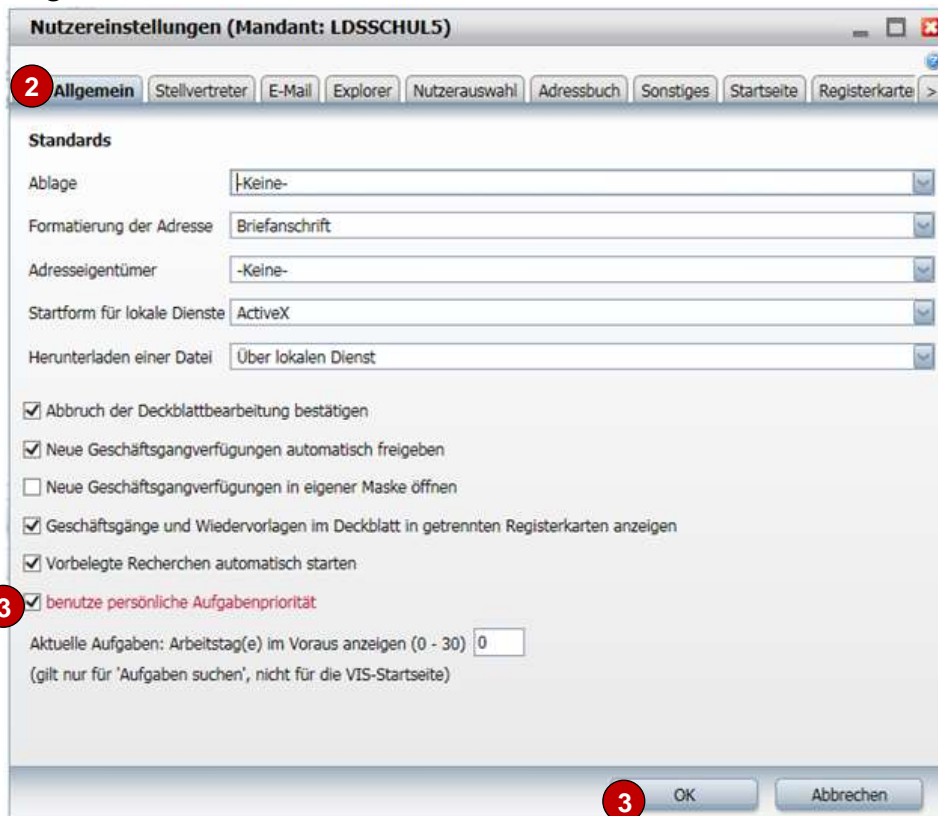 Nutzereinstellungen (Mandant: LDSSCHUL5)
2 Allgemein Stellvertreter E-Mail Explorer Nutzerauswahl Adressbuch Sonstiges Startseite Registerkarte >
Standards
Ablage -Keine-
Formatierung der Adresse Briefanschrift
Adresseigentümer -Keine-
Startform für lokale Dienste ActiveX
Herunterladen einer Datei Über lokalen Dienst
Abbruch der Deckblattbearbeitung bestätigen
Neue Geschäftsgangverfügungen automatisch freigeben
Neue Geschäftsgangverfügungen in eigener Maske öffnen
Geschäftsgänge und Wiedervorlagen im Deckblatt in getrennten Registerkarten anzeigen
Vorbelegte Recherchen automatisch starten
3 benutze persönliche Aufgabenpriorität
Aktuelle Aufgaben: Arbeitstag(e) im Voraus anzeigen (0 - 30) 0
(gilt nur für 'Aufgaben suchen', nicht für die VIS-Startseite)
3 OK Abbrechen